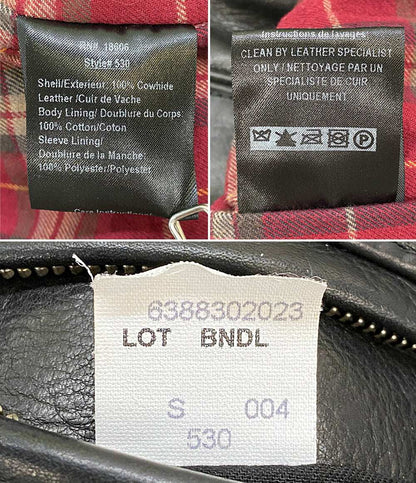 RN# 18606
Style# 530
Shell/Exterieur: 100% Cowhide
Leather /Cuir de Vache
Body Lining/ Doublure du Corps
100% Cotton/Coton
Sleeve Lining/
Doublure de la Manche:
100% Polyester/Polyester
Care Instructions
Instructions de lavages
CLEAN BY LEATHER SPECIALIST
ONLY / NETTOYAGE PAR UN
SPECIALISTE DE CUIR
UNIQUEMENT
6388302023
LOT BNDL
S 004
530